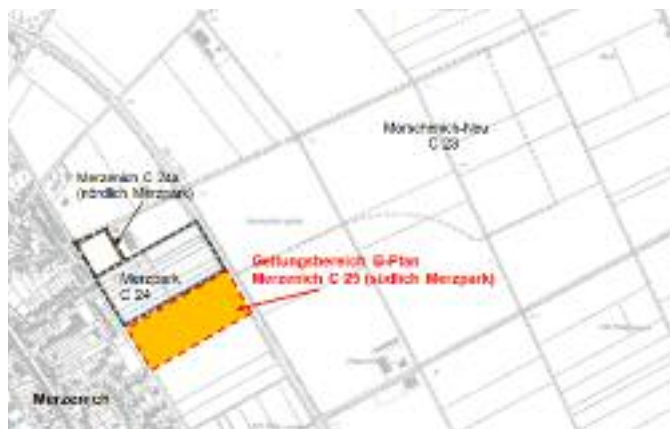 Morschenich-Neu
C 23
Merzenich C 24a
(nördlich Merzpark)
Merzpark
C 24
Geltungsbereich B-Plan
Merzenich C 25 (südlich Merzpark)
Merzenich